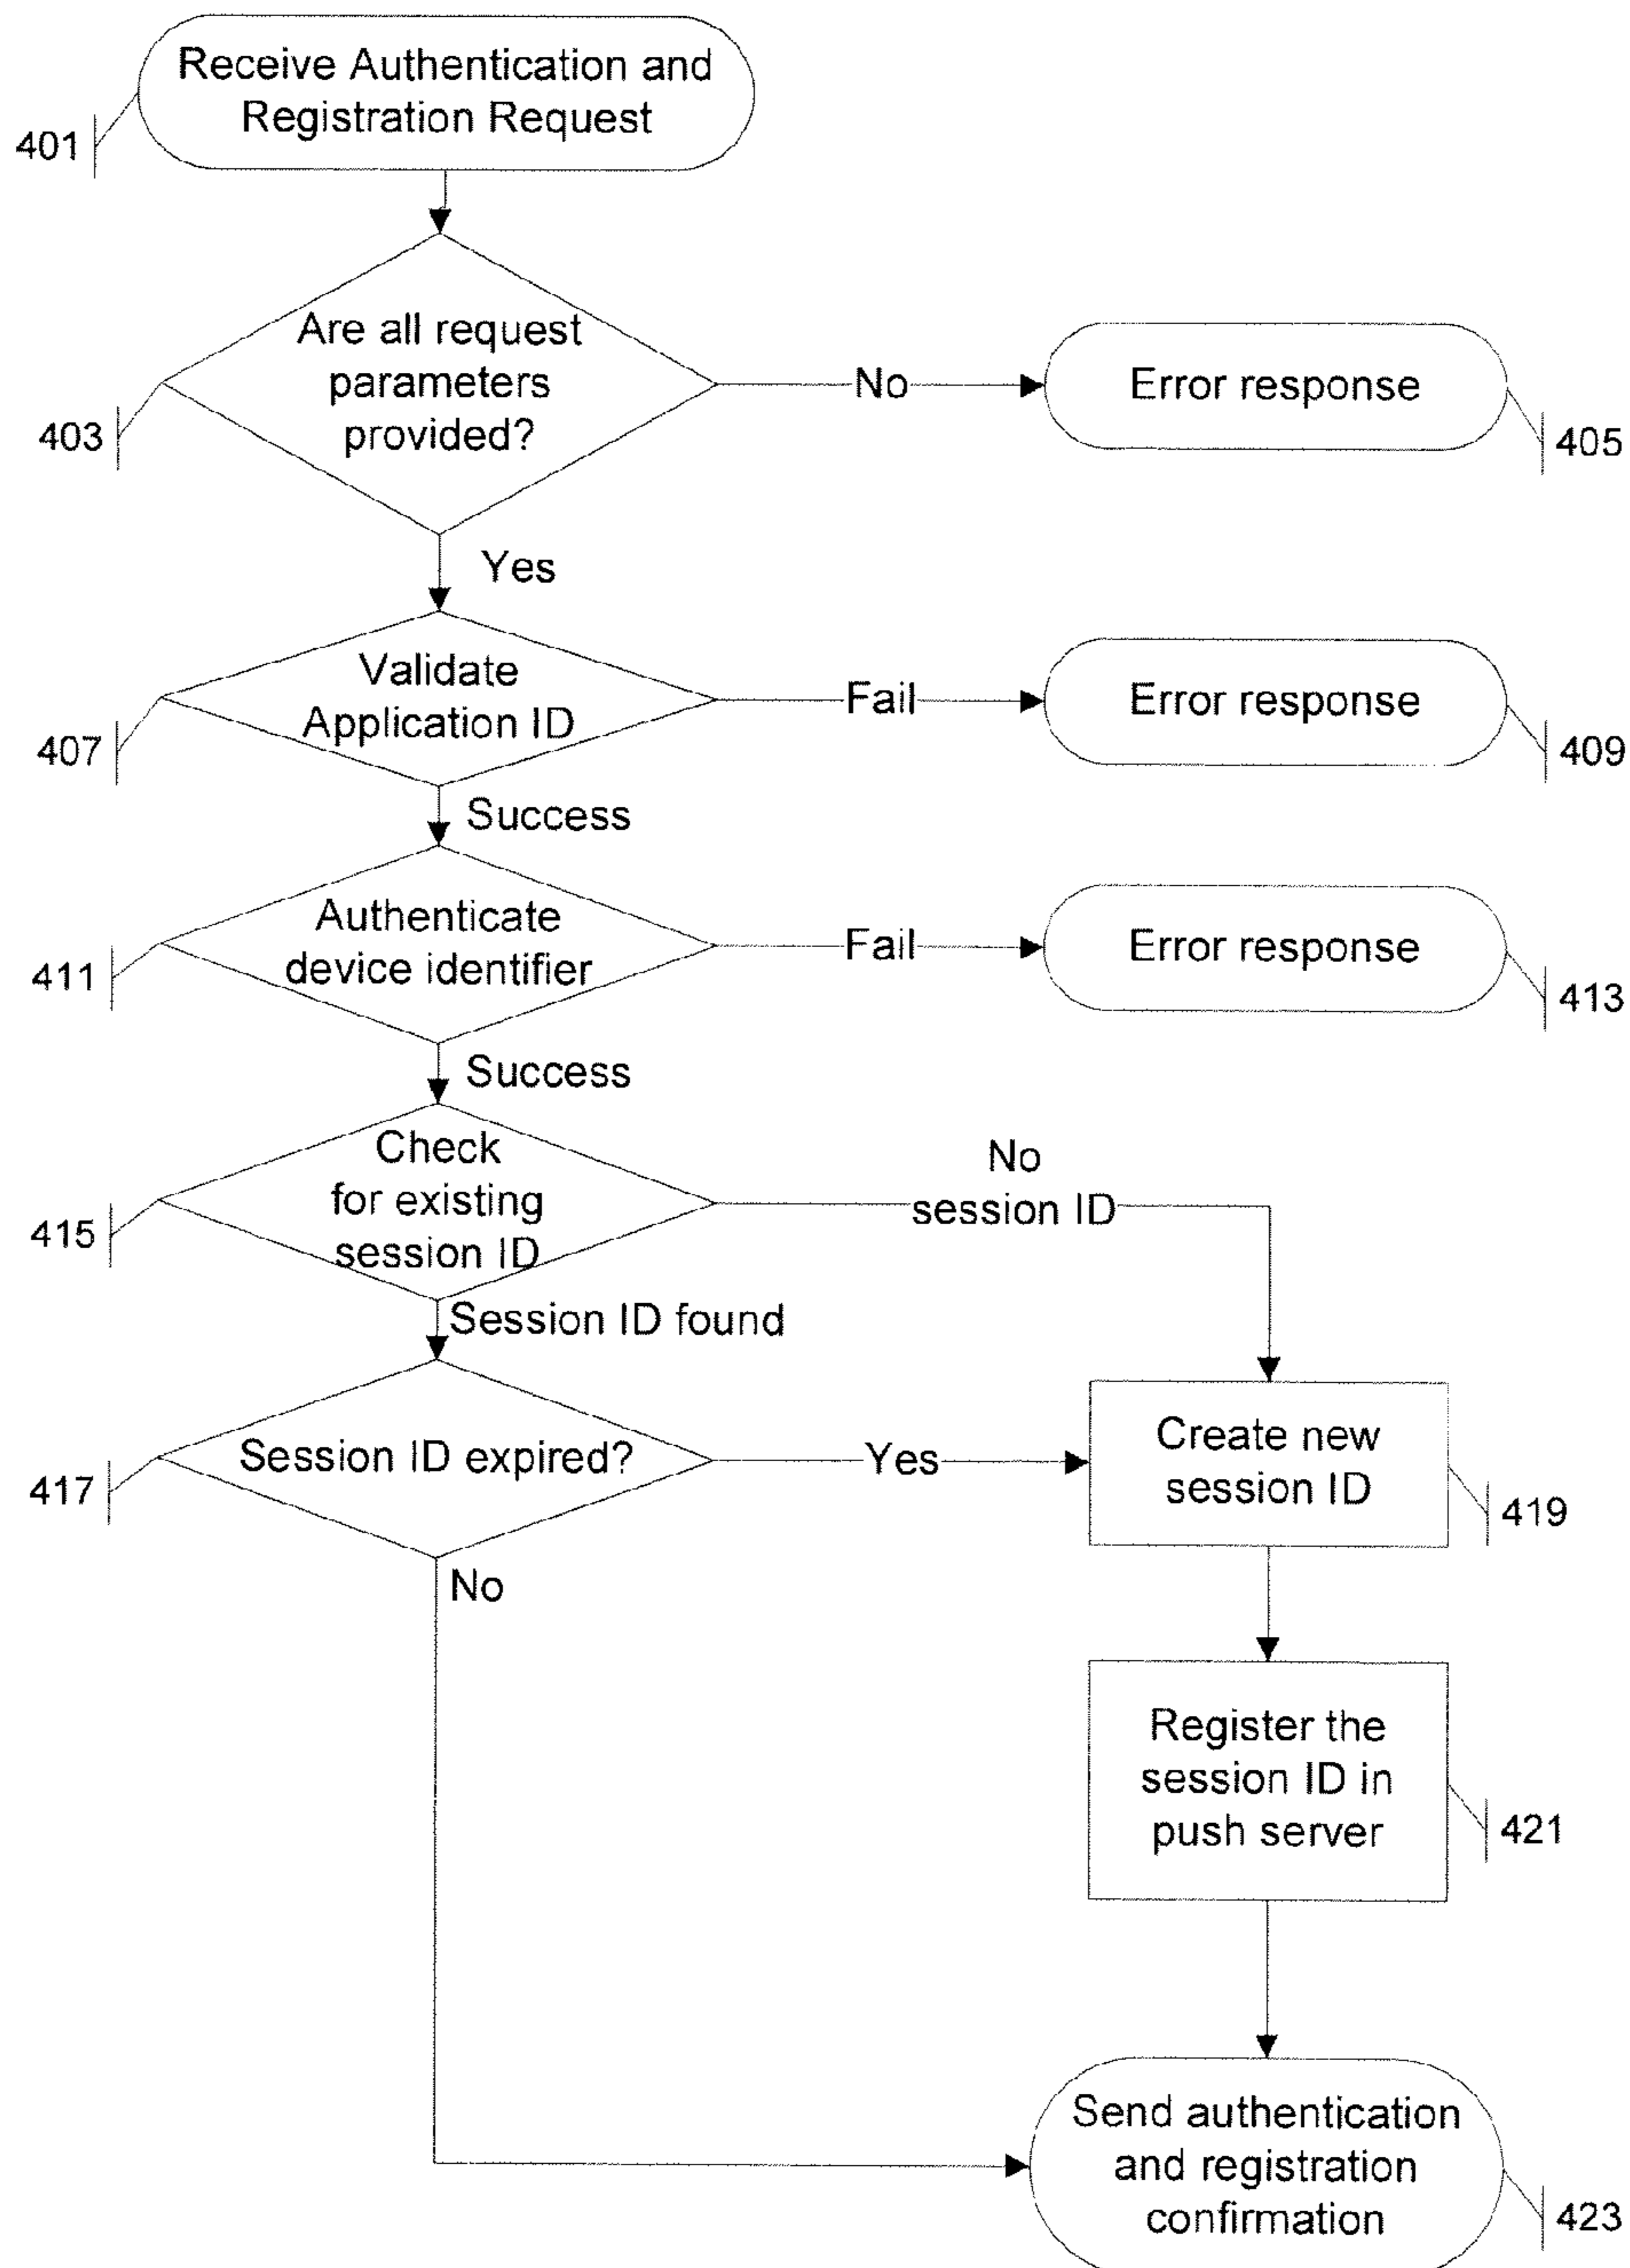 Receive Authentication and
Registration Request
401
Are all request
parameters
provided?
403
No
Error response
405
Yes
Validate
Application ID
407
Fail
Error response
409
Success
Authenticate
device identifier
411
Fail
Error response
413
Success
Check
for existing
session ID
415
No
session ID
Session ID found
Session ID expired?
417
Yes
Create new
session ID
419
No
Register the
session ID in
push server
421
Send authentication
and registration
confirmation
423